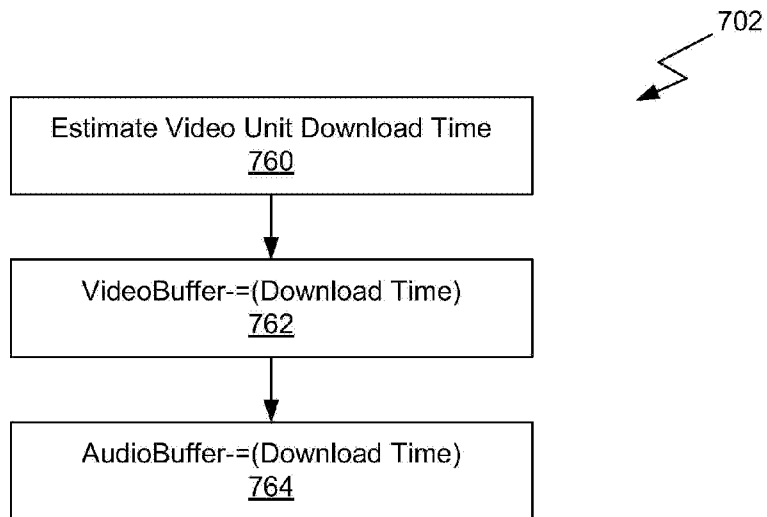 702
Estimate Video Unit Download Time
760
VideoBuffer-=(Download Time)
762
AudioBuffer-=(Download Time)
764